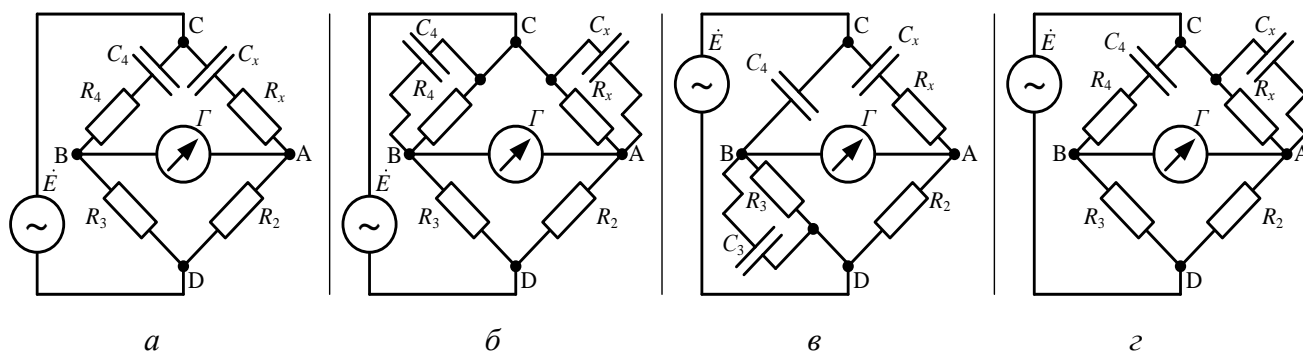 C
C₄
Cₓ
R₄
Rₓ
Г
B
A
Ė
~
R₃
R₂
D
а
C
C₄
Cₓ
R₄
Rₓ
Г
B
A
Ė
~
R₃
R₂
D
б
C
Ė
Cₓ
C₄
~
Rₓ
Г
B
A
R₃
R₂
C₃
D
в
C
Ė
C₄
Cₓ
~
R₄
Rₓ
Г
B
A
R₃
R₂
D
г